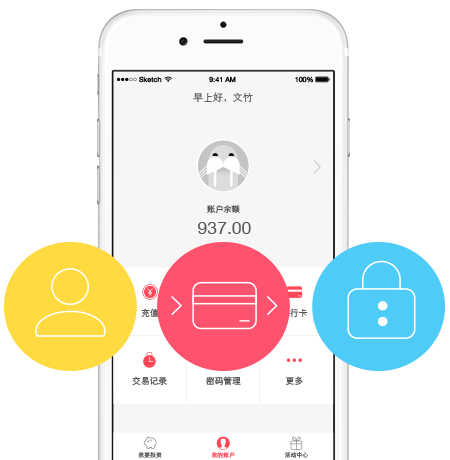 Sketch 9:41 AM 100%
早上好，文竹
账户余额
937.00
充值 行卡
交易记录 密码管理 更多
我要投资 我的账户 活动中心